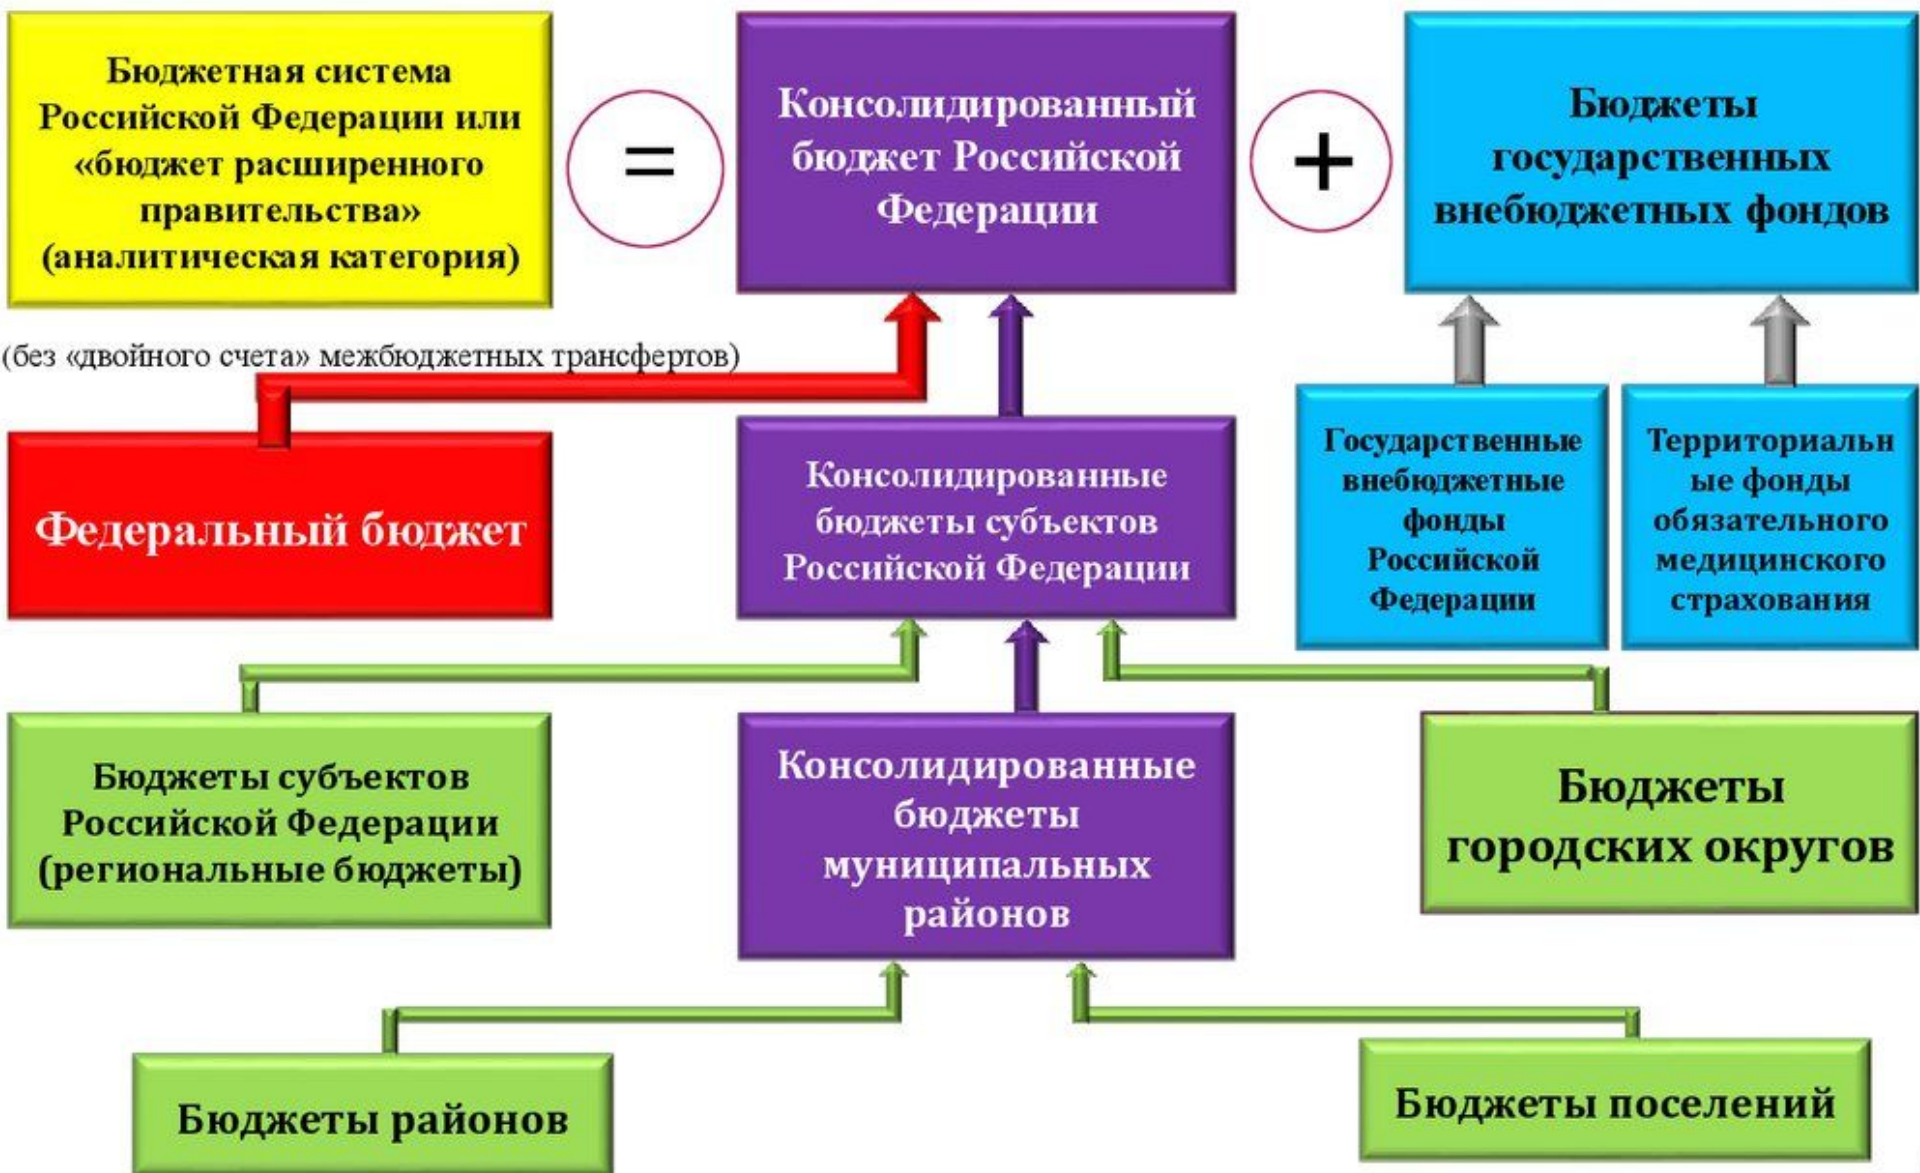 Бюджетная система
Российской Федерации или
«бюджет расширенного
правительства»
(аналитическая категория)
=
Консолидированный
бюджет Российской
Федерации
+
Бюджеты
государственных
внебюджетных фондов
(без «двойного счета» межбюджетных трансфертов)
Федеральный бюджет
Консолидированные
бюджеты субъектов
Российской Федерации
Государственные
внебюджетные
фонды
Российской
Федерации
Территориальн
ые фонды
обязательного
медицинского
страхования
Бюджеты субъектов
Российской Федерации
(региональные бюджеты)
Консолидированные
бюджеты
муниципальных
районов
Бюджеты
городских округов
Бюджеты районов
Бюджеты поселений